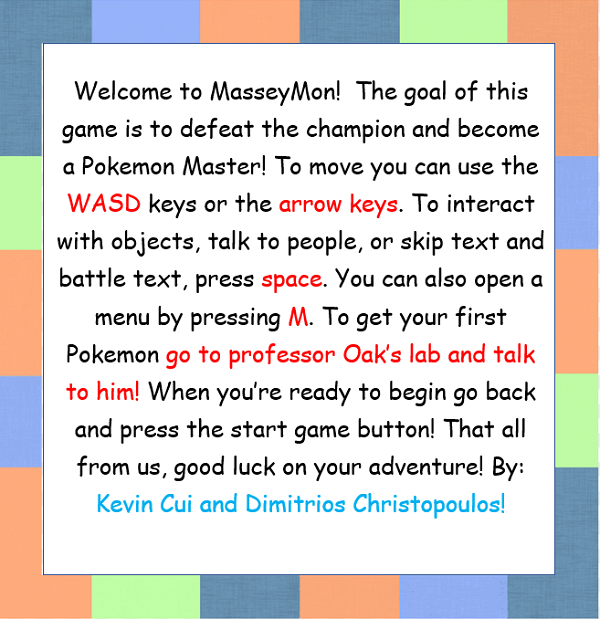 Welcome to MasseyMon!  The goal of this
game is to defeat the champion and become
a Pokemon Master! To move you can use the
WASD keys or the arrow keys. To interact
with objects, talk to people, or skip text and
battle text, press space. You can also open a
menu by pressing M. To get your first
Pokemon go to professor Oak’s lab and talk
to him! When you’re ready to begin go back
and press the start game button! That all
from us, good luck on your adventure! By:
Kevin Cui and Dimitrios Christopoulos!